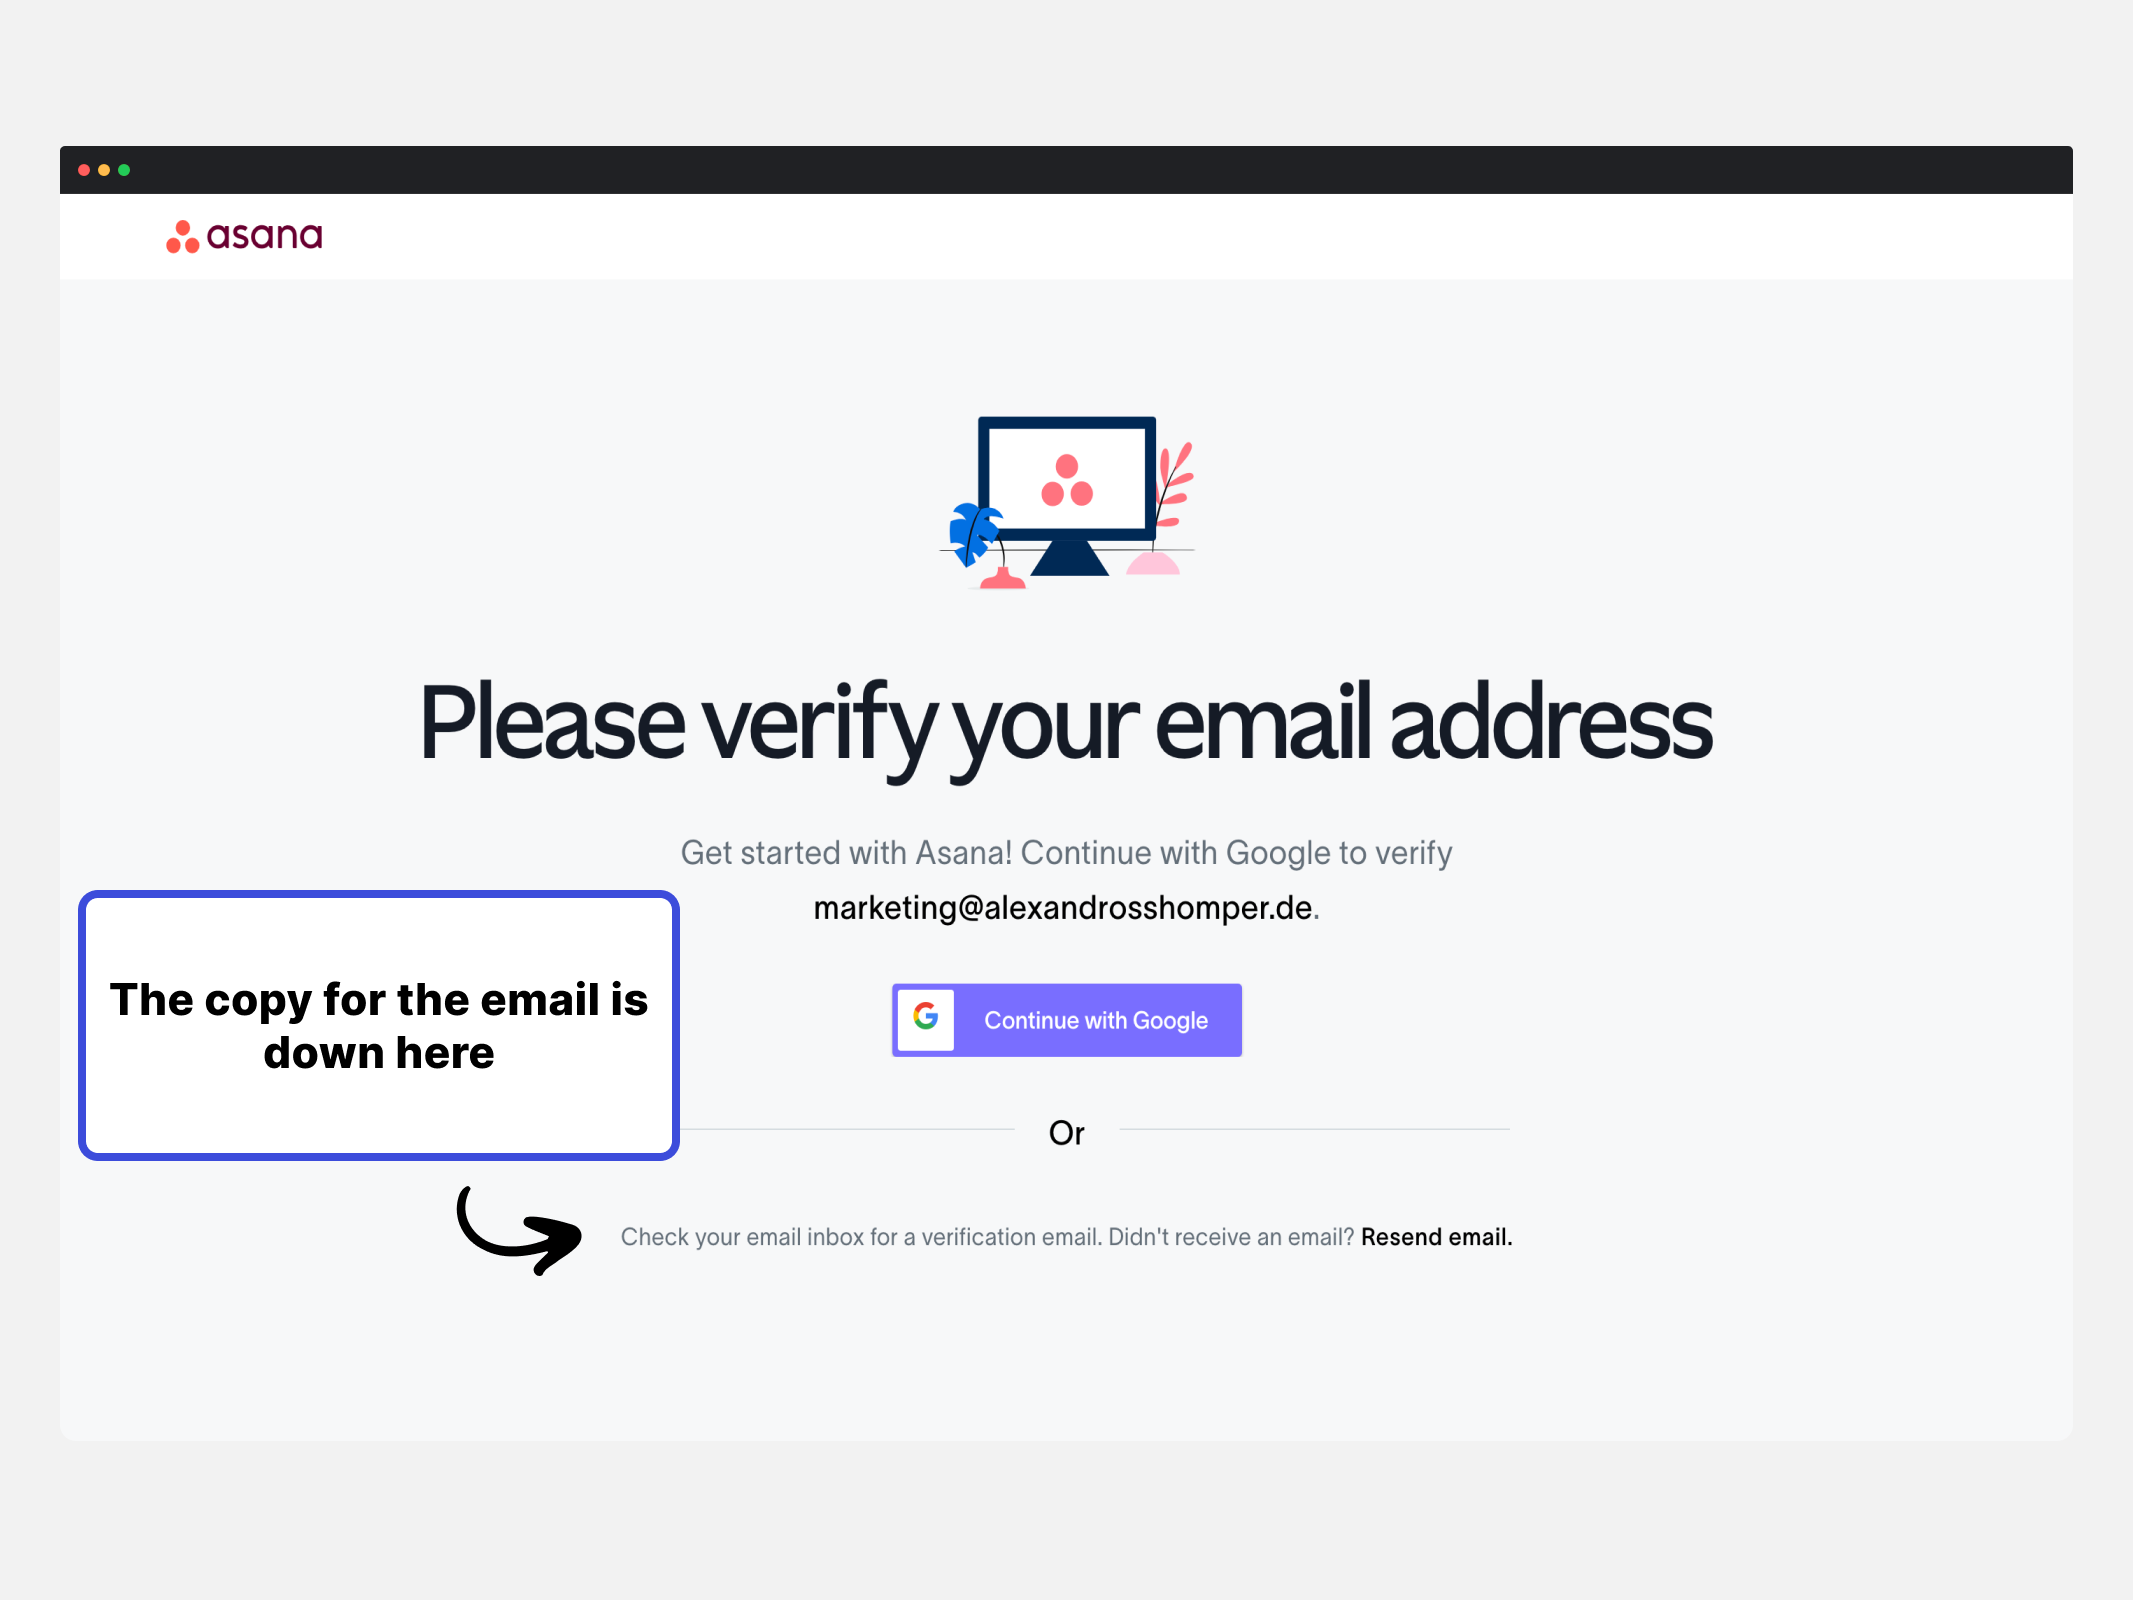 asana
Please verify your email address
Get started with Asana! Continue with Google to verify
marketing@alexandrosshomper.de.
The copy for the email is
down here
G
Continue with Google
Or
Check your email inbox for a verification email. Didn't receive an email? Resend email.